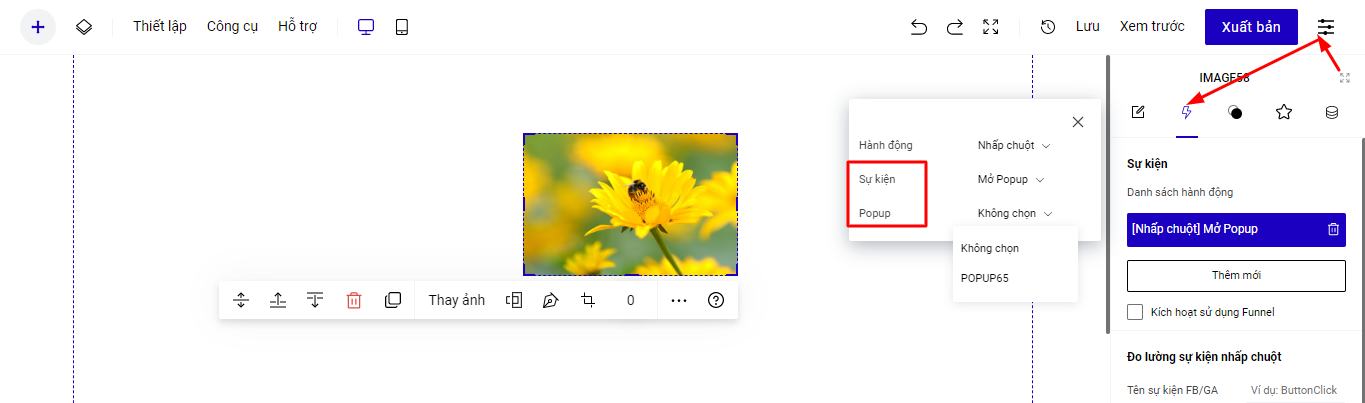 Thiết lập Công cụ Hỗ trợ Lưu Xem trước Xuất bản
IMAGE58
Hành động Nhấp chuột
Sự kiện Mở Popup
Popup Không chọn
Không chọn
POPUP65
Thay ảnh 0
Sự kiện
Danh sách hành động
[Nhấp chuột] Mở Popup
Thêm mới
Kích hoạt sử dụng Funnel
Đo lường sự kiện nhấp chuột
Tên sự kiện FB/GA Ví dụ: ButtonClick